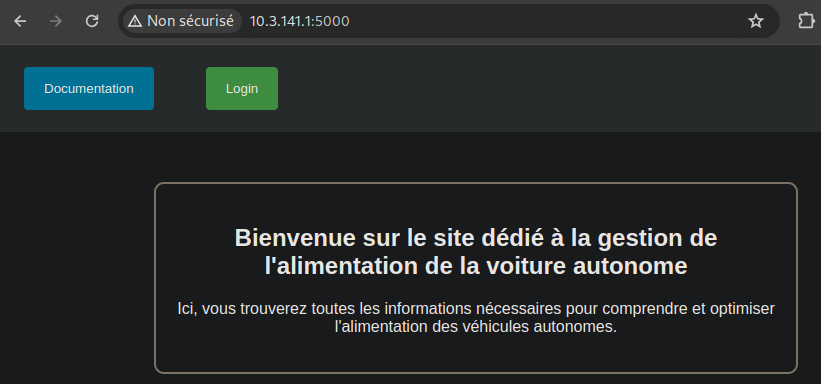 Non sécurisé 10.3.141.1:5000
Documentation Login
Bienvenue sur le site dédié à la gestion de
l'alimentation de la voiture autonome
Ici, vous trouverez toutes les informations nécessaires pour comprendre et optimiser
l'alimentation des véhicules autonomes.